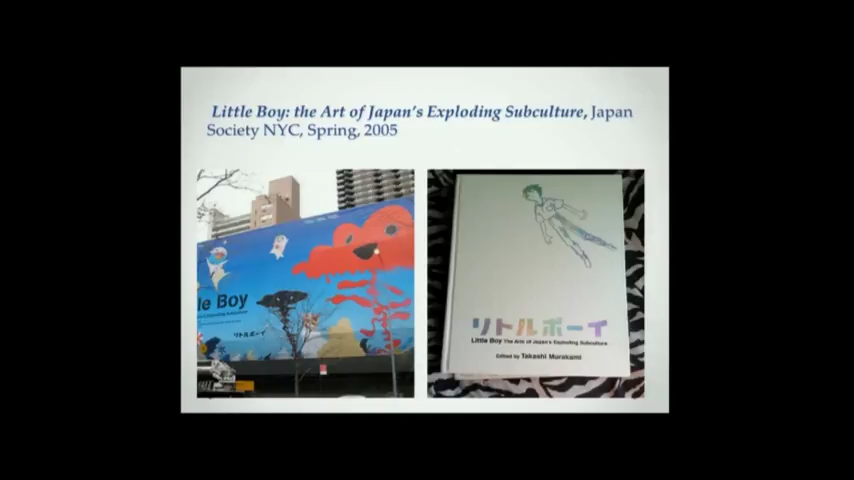 Little Boy: the Art of Japan's Exploding Subculture, Japan
Society NYC, Spring, 2005
le Boy
リトルボーイ
リトルボーイ
Little Boy The Arts of Japan's Exploding Subculture
Edited by Takashi Murakami